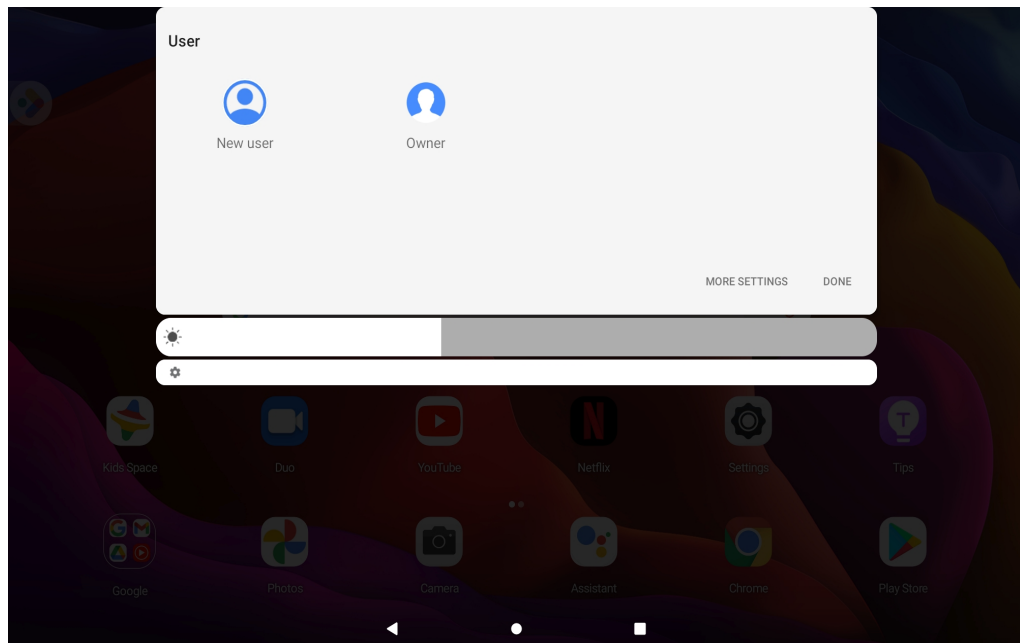 User
New user
Owner
MORE SETTINGS
DONE
Kids Space
Duo
YouTube
Netflix
Settings
Tips
Google
Photos
Camera
Assistant
Chrome
Play Store